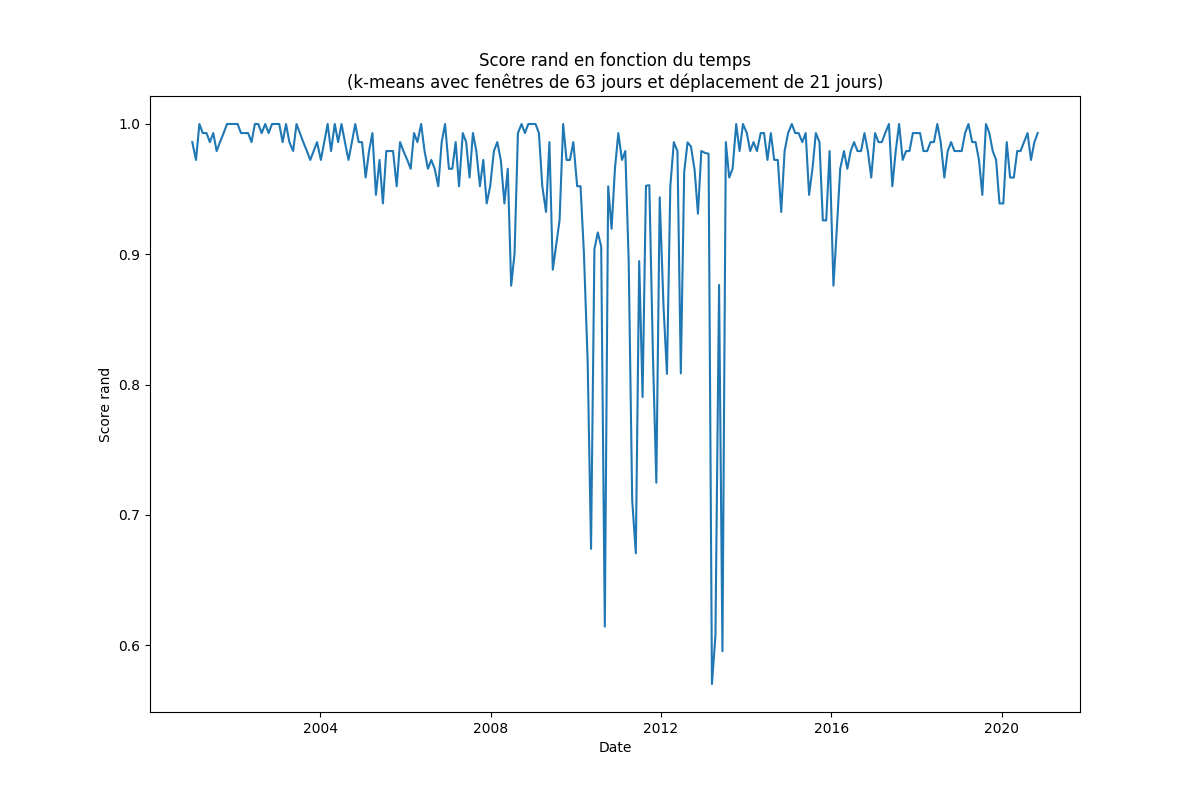 Score rand en fonction du temps
(k-means avec fenêtres de 63 jours et déplacement de 21 jours)
1.0
0.9
0.8
0.7
0.6
Score rand
2004
2008
2012
2016
2020
Date